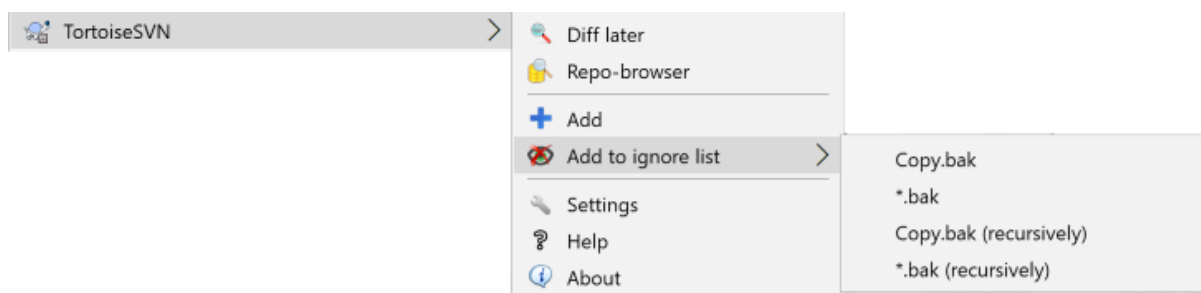 TortoiseSVN
Diff later
Repo-browser
Add
Add to ignore list
Settings
Help
About
Copy.bak
*.bak
Copy.bak (recursively)
*.bak (recursively)